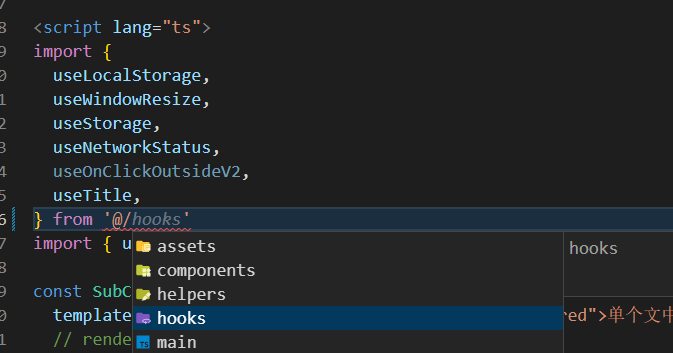 7
8 <script lang="ts">
9 import {
0 useLocalStorage,
1 useWindowResize,
2 useStorage,
3 useNetworkStatus,
4 useOnClickOutsideV2,
5 useTitle,
6 } from '@/hooks'
7 import { u
assets
hooks
8 components
9 const SubC
helpers
0 template
hooks
red">单个文
1 // rende
TS main